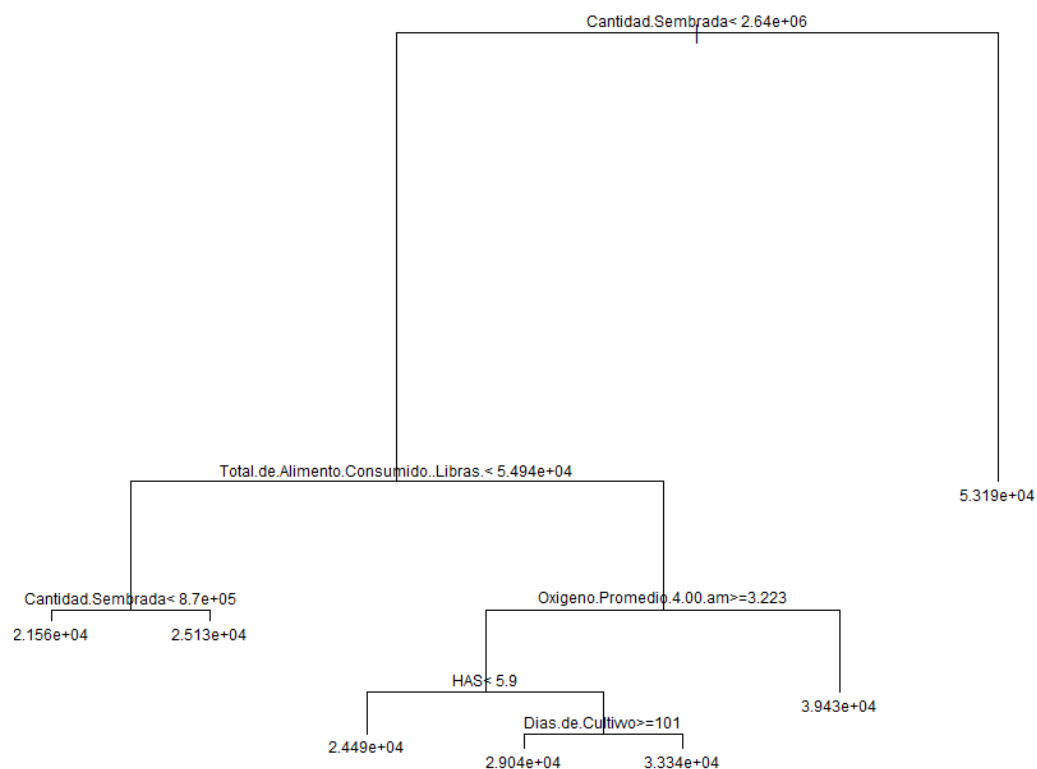 Cantidad.Sembrada< 2.64e+06
Total.de.Alimento.Consumido..Libras.< 5.494e+04
5.319e+04
Cantidad.Sembrada< 8.7e+05
Oxigeno.Promedio.4.00.am>=3.223
2.156e+04
2.513e+04
HAS< 5.9
3.943e+04
Dias.de.Cultivo>=101
2.449e+04
2.904e+04
3.334e+04